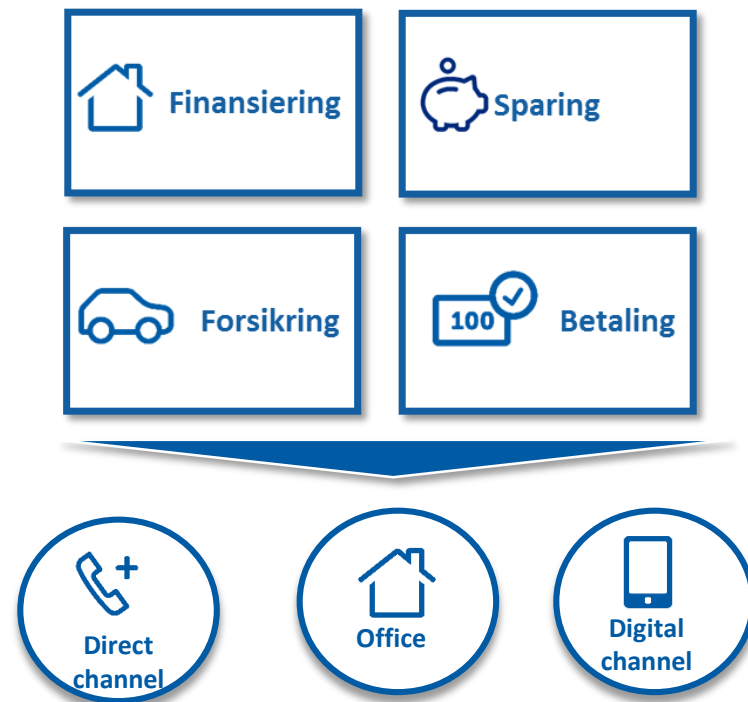 Finansiering
Sparing
Forsikring
100
Betaling
Direct
channel
Office
Digital
channel